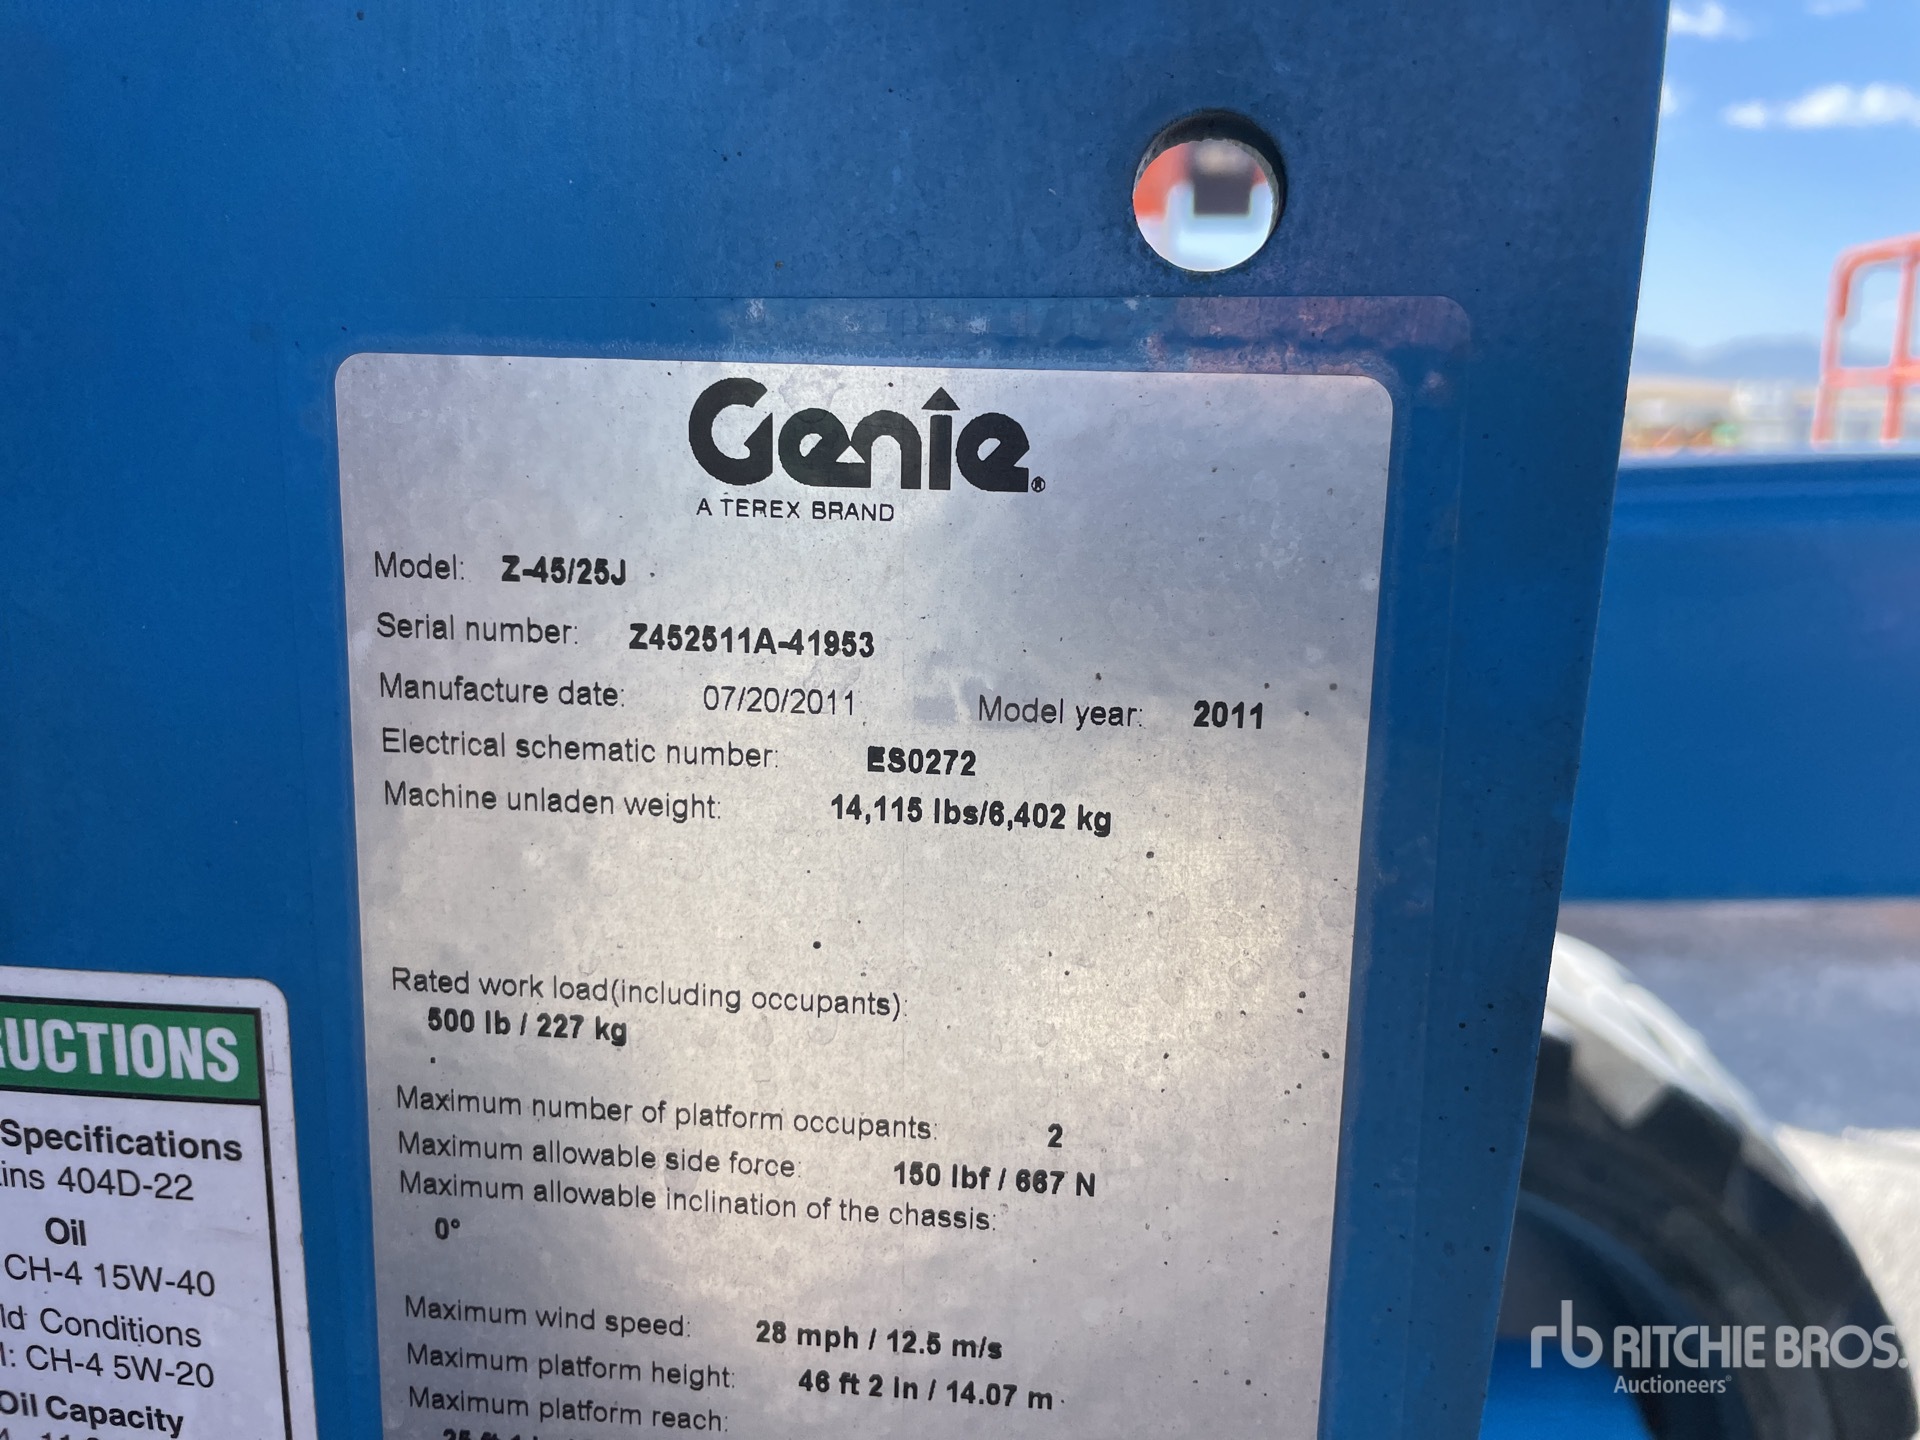 Genie®
A TEREX BRAND
Model: Z-45/25J
Serial number: Z452511A-41953
Manufacture date: 07/20/2011 Model year: 2011
Electrical schematic number: ES0272
Machine unladen weight: 14,115 lbs/6,402 kg
Rated work load(including occupants):
500 lb / 227 kg
Maximum number of platform occupants: 2
Maximum allowable side force: 150 lbf / 667 N
Maximum allowable inclination of the chassis:
0°
Maximum wind speed: 28 mph / 12.5 m/s
Maximum platform height: 46 ft 2 in / 14.07 m
Maximum platform reach:
UCTIONS
Specifications
ins 404D-22
Oil
CH-4 15W-40
ld Conditions
CH-4 5W-20
Oil Capacity
rb RITCHIE BROS.
Auctioneers®